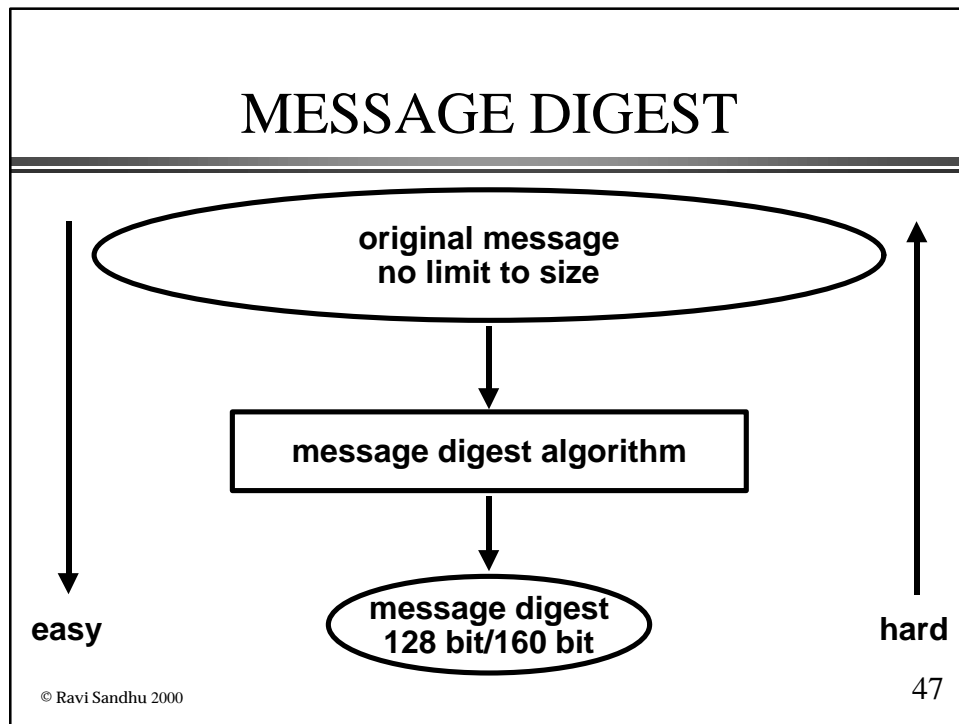 MESSAGE DIGEST
original message
no limit to size
message digest algorithm
message digest
128 bit/160 bit
easy
hard
© Ravi Sandhu 2000
47